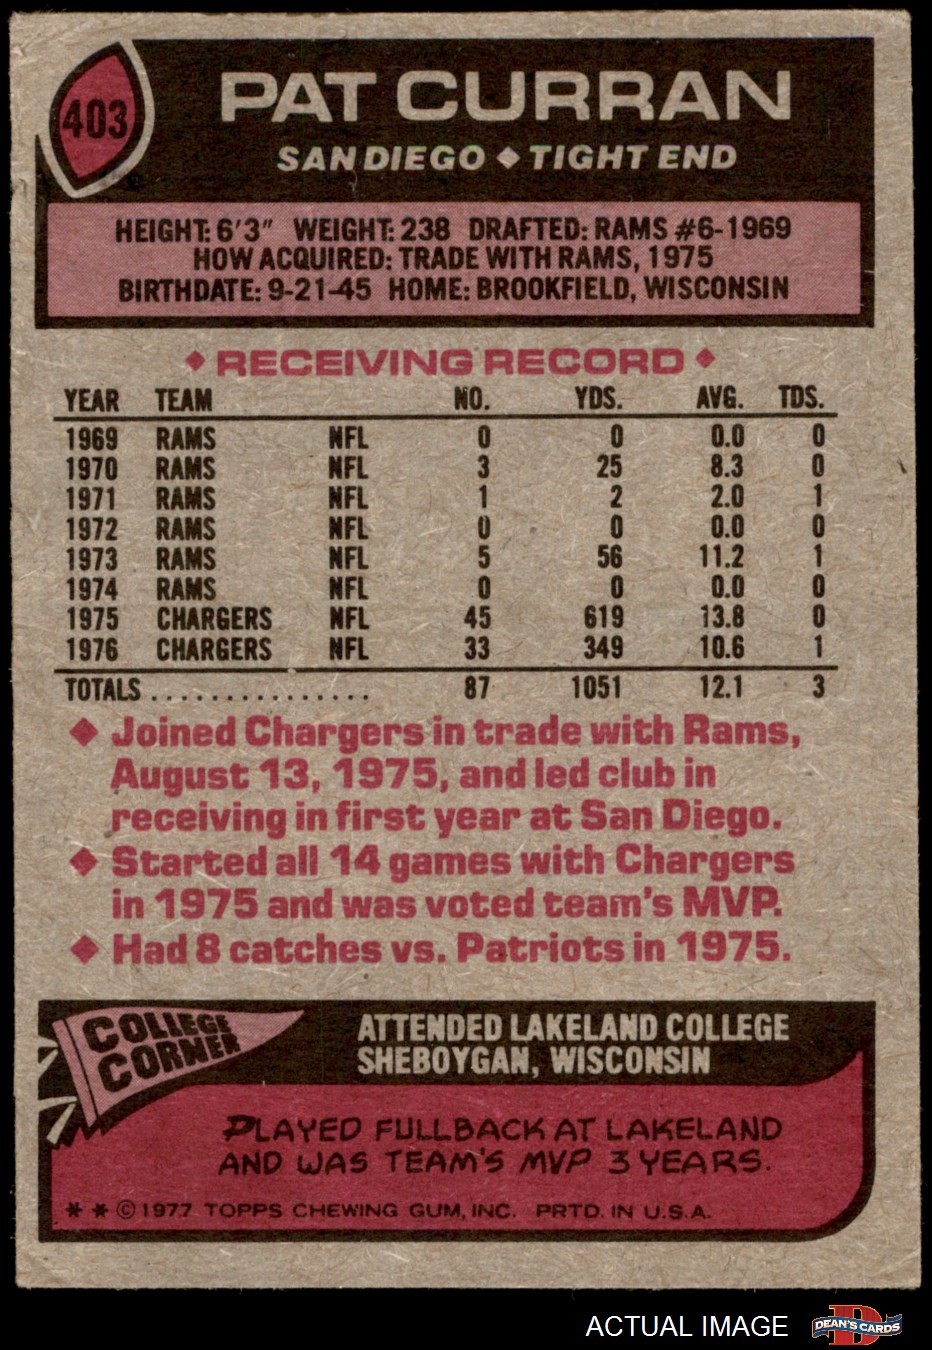 403
PAT CURRAN
SAN DIEGO ◆ TIGHT END
HEIGHT: 6'3" WEIGHT: 238 DRAFTED: RAMS #6-1969
HOW ACQUIRED: TRADE WITH RAMS, 1975
BIRTHDATE: 9-21-45 HOME: BROOKFIELD, WISCONSIN
◆ RECEIVING RECORD ◆
YEAR TEAM NO. YDS. AVG. TDS.
1969 RAMS NFL 0 0 0.0 0
1970 RAMS NFL 3 25 8.3 0
1971 RAMS NFL 1 2 2.0 1
1972 RAMS NFL 0 0 0.0 0
1973 RAMS NFL 5 56 11.2 1
1974 RAMS NFL 0 0 0.0 0
1975 CHARGERS NFL 45 619 13.8 0
1976 CHARGERS NFL 33 349 10.6 1
TOTALS ............... 87 1051 12.1 3
◆ Joined Chargers in trade with Rams,
August 13, 1975, and led club in
receiving in first year at San Diego.
◆ Started all 14 games with Chargers
in 1975 and was voted team's MVP.
◆ Had 8 catches vs. Patriots in 1975.
COLLEGE
CORNER
ATTENDED LAKELAND COLLEGE
SHEBOYGAN, WISCONSIN
PLAYED FULLBACK AT LAKELAND
AND WAS TEAM'S MVP 3 YEARS.
* * © 1977 TOPPS CHEWING GUM, INC. PRTD. IN U.S.A.
ACTUAL IMAGE
D
DEAN'S CARDS